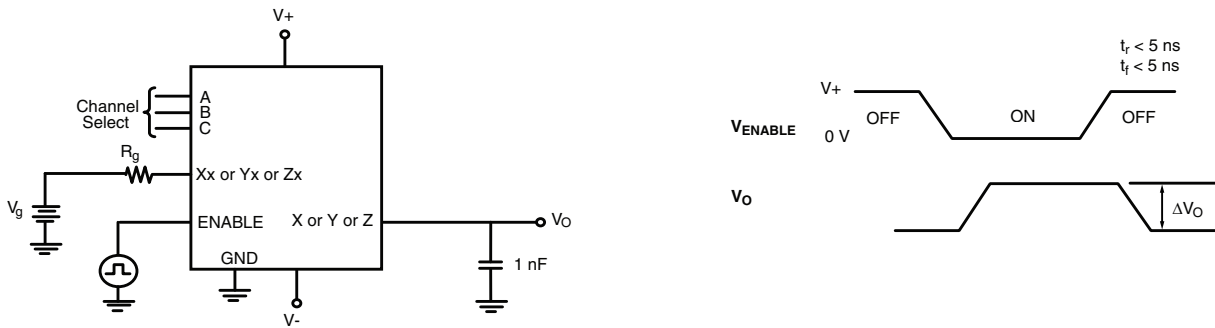 V+
A
Channel
Select
B
C
Rg
Xx or Yx or Zx
Vg
ENABLE
X or Y or Z
VO
GND
1 nF
V-
tr < 5 ns
tf < 5 ns
V+
OFF
ON
OFF
VENABLE
0 V
VO
ΔVO